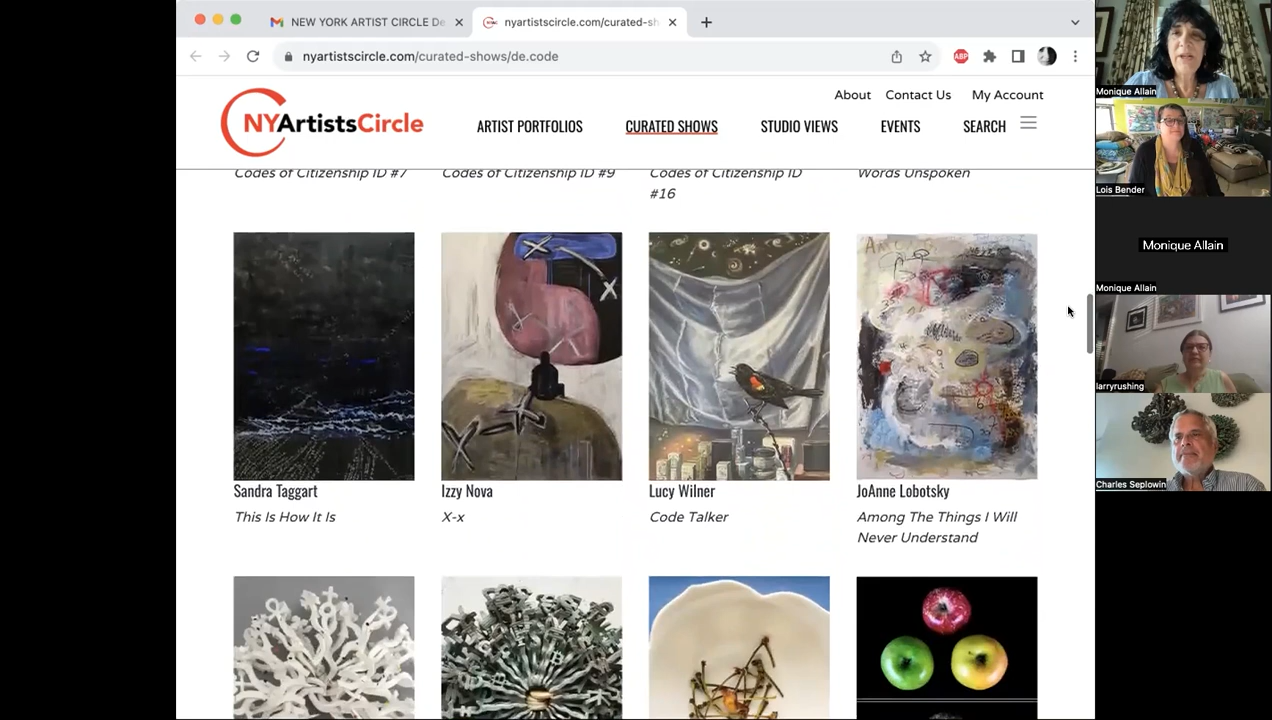 NEW YORK ARTIST CIRCLE De
nyartistscircle.com/curated-sh
nyartistscircle.com/curated-shows/de.code
ABP
NYArtistsCircle
About
Contact Us
My Account
ARTIST PORTFOLIOS
CURATED SHOWS
STUDIO VIEWS
EVENTS
SEARCH
Codes of Citizenship ID #7
Codes of Citizenship ID #9
Codes of Citizenship ID
#16
Words Unspoken
Sandra Taggart
This Is How It Is
Izzy Nova
X-x
Lucy Wilner
Code Talker
JoAnne Lobotsky
Among The Things I Will
Never Understand
Monique Allain
Lois Bender
Monique Allain
Monique Allain
larryrushing
Charles Seplowin